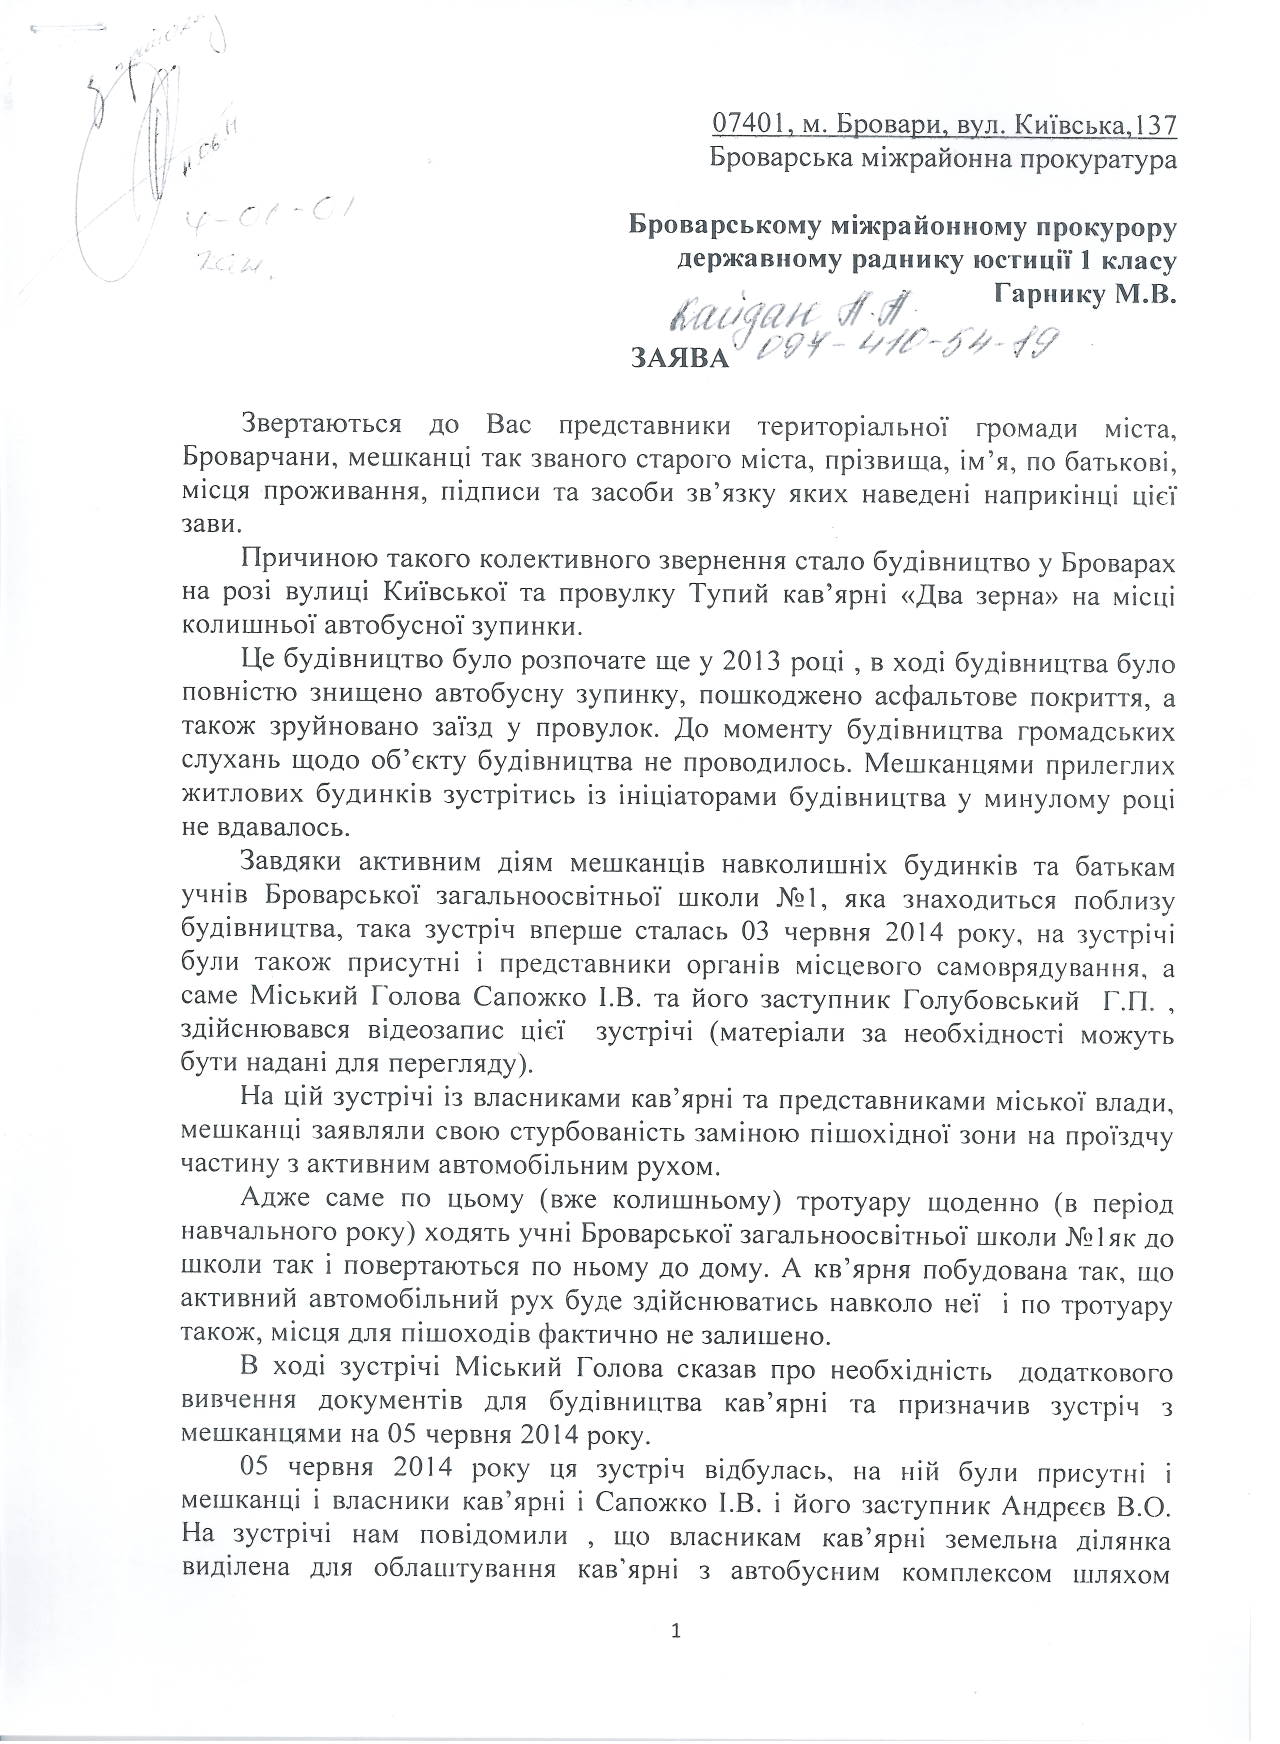 07401, м. Бровари, вул. Київська,137
Броварська міжрайонна прокуратура
Броварському міжрайонному прокурору
державному раднику юстиції 1 класу
Гарнику М.В.
Кайдан А.А.
097-410-54-19
ЗАЯВА
4-01-01
Звертаються до Вас представники територіальної громади міста,
Броварчани, мешканці так званого старого міста, прізвища, ім’я, по батькові,
місця проживання, підписи та засоби зв’язку яких наведені наприкінці цієї
зави.
Причиною такого колективного звернення стало будівництво у Броварах
на розі вулиці Київської та провулку Тупий кав’ярні «Два зерна» на місці
колишньої автобусної зупинки.
Це будівництво було розпочате ще у 2013 році , в ході будівництва було
повністю знищено автобусну зупинку, пошкоджено асфальтове покриття, а
також зруйновано заїзд у провулок. До моменту будівництва громадських
слухань щодо об’єкту будівництва не проводилось. Мешканцями прилеглих
житлових будинків зустрітись із ініціаторами будівництва у минулому році
не вдавалось.
Завдяки активним діям мешканців навколишніх будинків та батькам
учнів Броварської загальноосвітньої школи №1, яка знаходиться поблизу
будівництва, така зустріч вперше сталась 03 червня 2014 року, на зустрічі
були також присутні і представники органів місцевого самоврядування, а
саме Міський Голова Сапожко І.В. та його заступник Голубовський Г.П. ,
здійснювався відеозапис цієї зустрічі (матеріали за необхідності можуть
бути надані для перегляду).
На цій зустрічі із власниками кав’ярні та представниками міської влади,
мешканці заявляли свою стурбованість заміною пішохідної зони на проїздчу
частину з активним автомобільним рухом.
Адже саме по цьому (вже колишньому) тротуару щоденно (в період
навчального року) ходять учні Броварської загальноосвітньої школи №1як до
школи так і повертаються по ньому до дому. А кв’ярня побудована так, що
активний автомобільний рух буде здійснюватись навколо неї і по тротуару
також, місця для пішоходів фактично не залишено.
В ході зустрічі Міський Голова сказав про необхідність додаткового
вивчення документів для будівництва кав’ярні та призначив зустріч з
мешканцями на 05 червня 2014 року.
05 червня 2014 року ця зустріч відбулась, на ній були присутні і
мешканці і власники кав’ярні і Сапожко І.В. і його заступник Андрєєв В.О.
На зустрічі нам повідомили , що власникам кав’ярні земельна ділянка
виділена для облаштування кав’ярні з автобусним комплексом шляхом
1